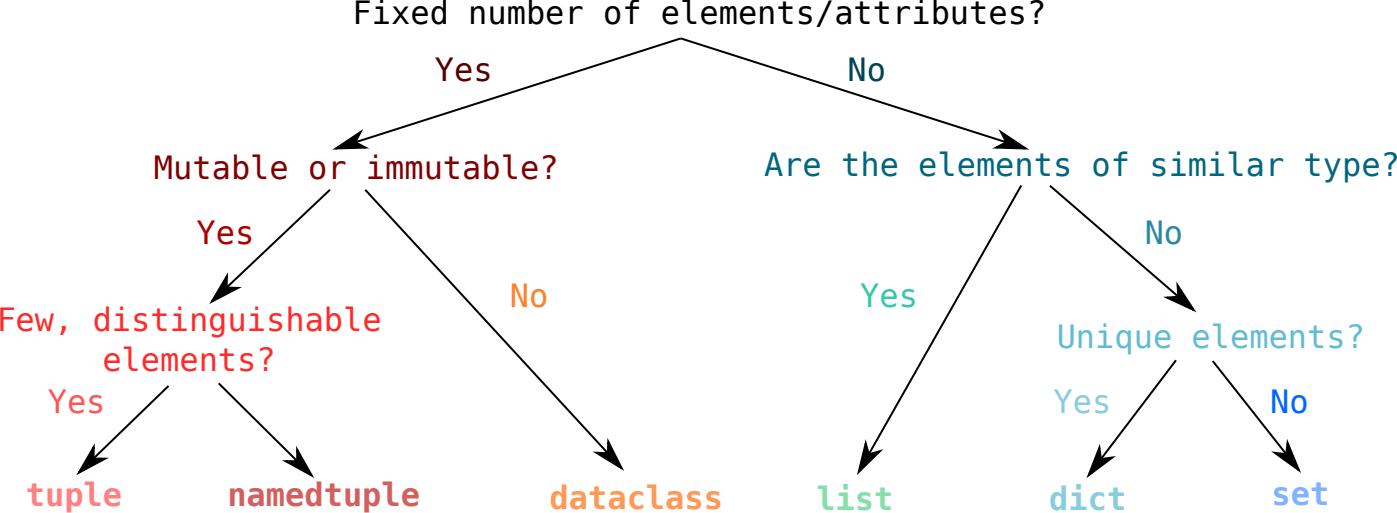 Fixed number of elements/attributes?
Yes
No
Mutable or immutable?
Are the elements of similar type?
Yes
No
No
Yes
Few, distinguishable
elements?
Unique elements?
Yes
Yes
No
tuple
namedtuple
dataclass
list
dict
set